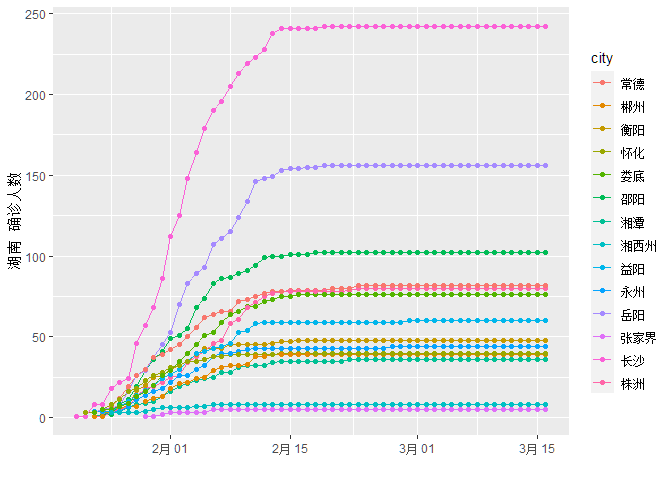 湖南 确诊人数
250
200
150
100
50
0
2月 01
2月 15
3月 01
3月 15
city
常德
郴州
衡阳
怀化
娄底
邵阳
湘潭
湘西州
益阳
永州
岳阳
张家界
长沙
株洲